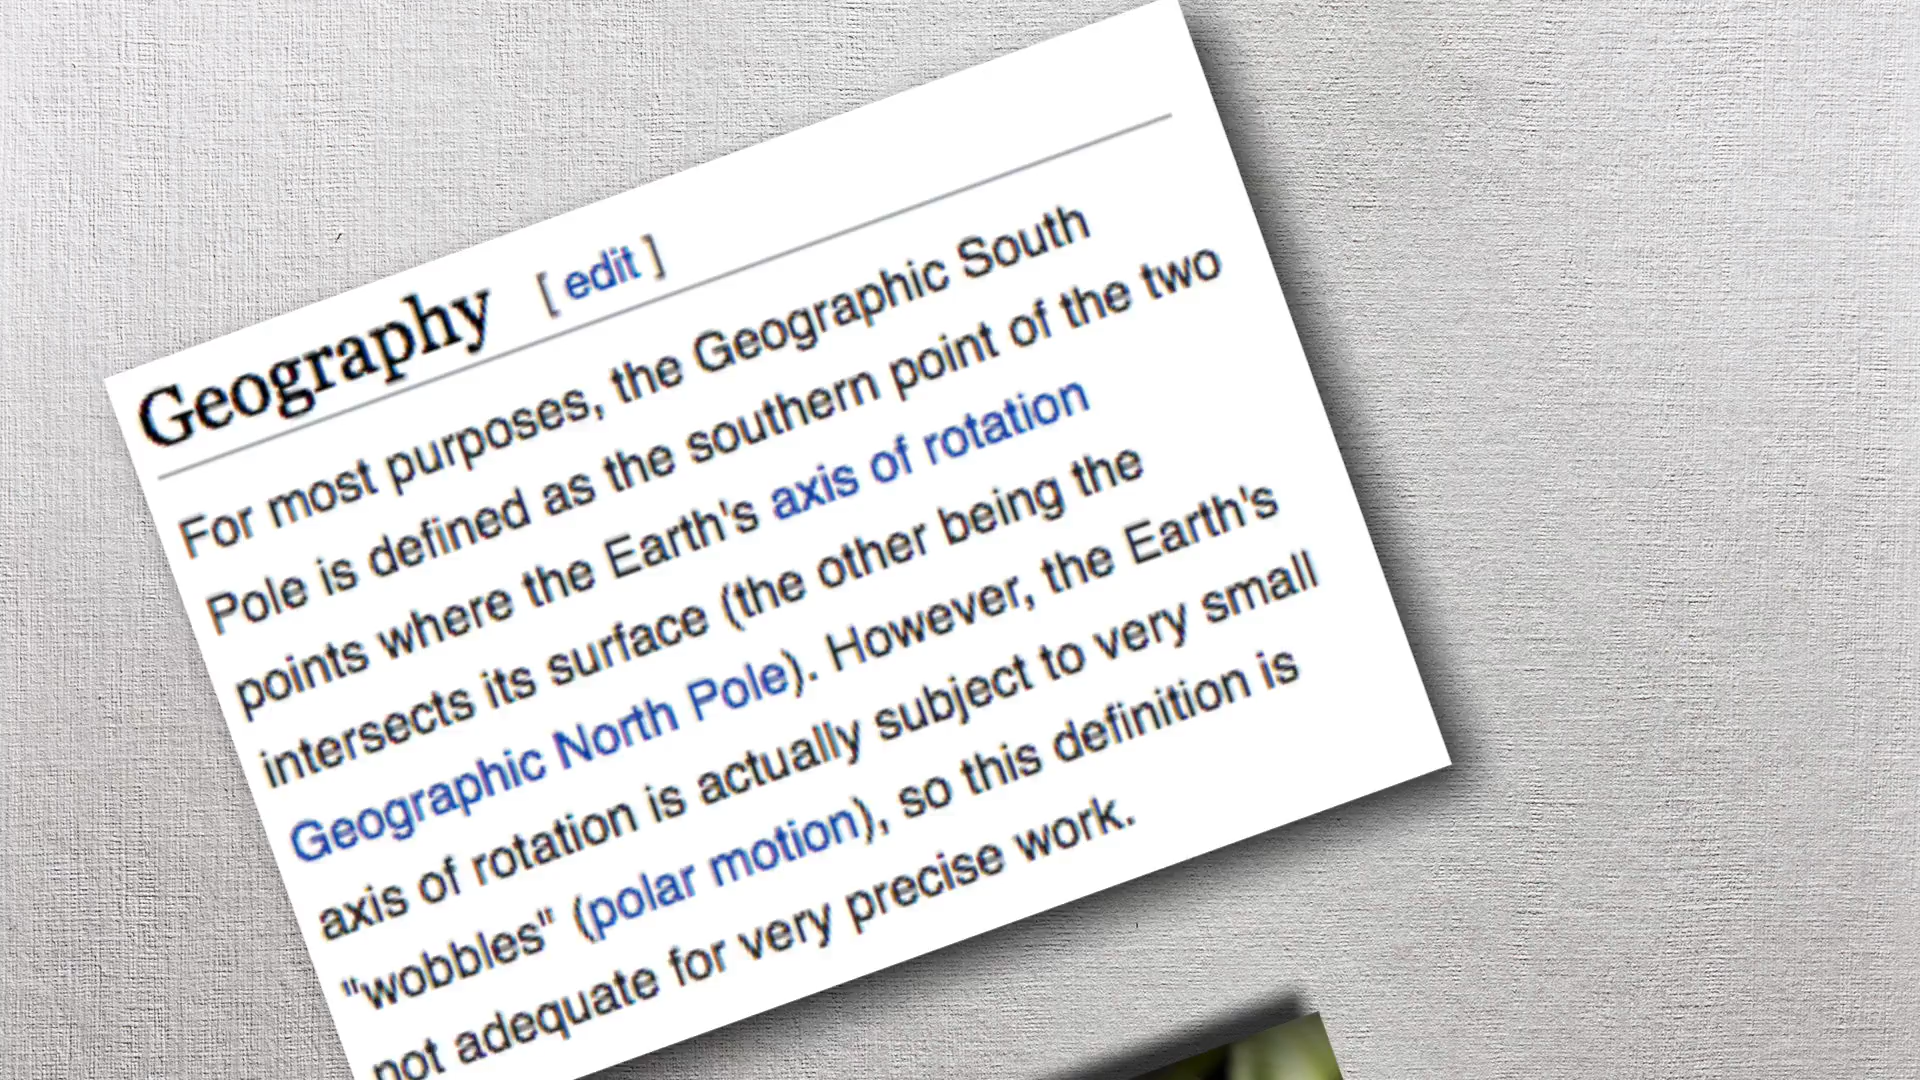 Geography [ edit ]
For most purposes, the Geographic South
Pole is defined as the southern point of the two
points where the Earth's axis of rotation
intersects its surface (the other being the
Geographic North Pole). However, the Earth's
axis of rotation is actually subject to very small
"wobbles" (polar motion), so this definition is
not adequate for very precise work.